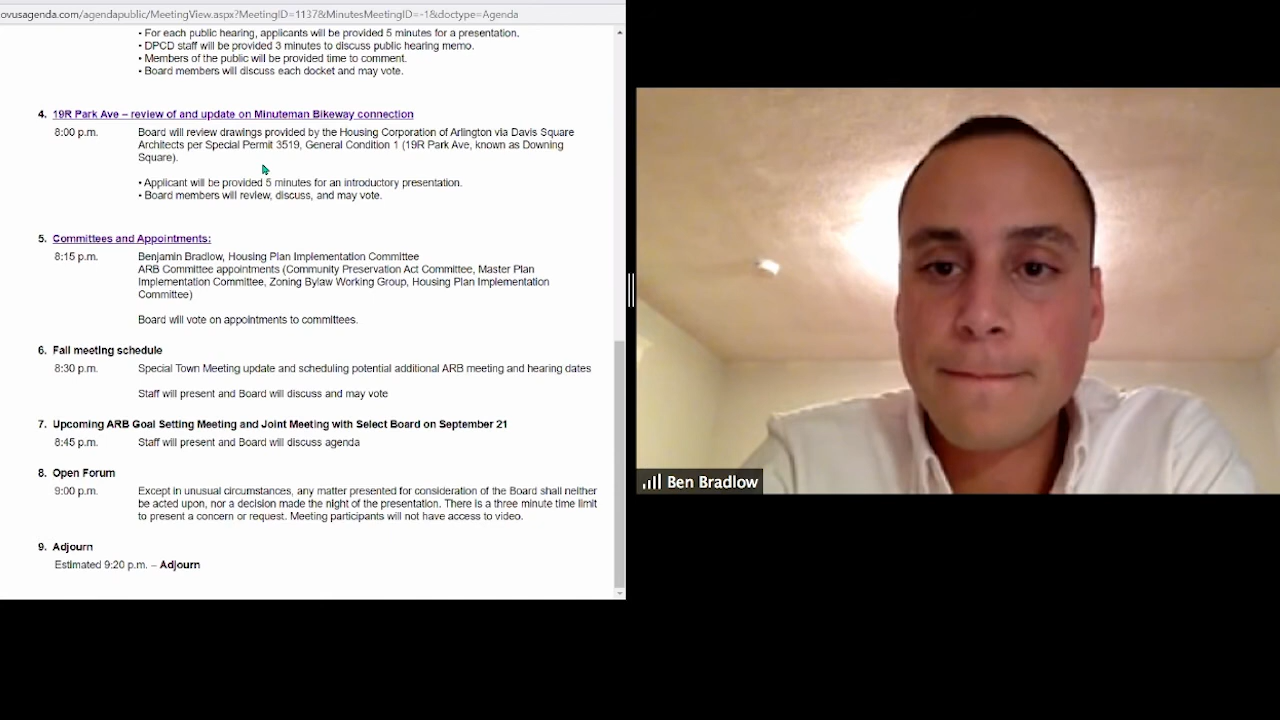 ovusagenda.com/agendapublic/MeetingView.aspx?MeetingID=1137&MinutesMeetingID=-1&doctype=Agenda
• For each public hearing, applicants will be provided 5 minutes for a presentation.
• DPCD staff will be provided 3 minutes to discuss public hearing memo.
• Members of the public will be provided time to comment.
• Board members will discuss each docket and may vote.
4. 19R Park Ave – review of and update on Minuteman Bikeway connection
8:00 p.m. Board will review drawings provided by the Housing Corporation of Arlington via Davis Square
Architects per Special Permit 3519, General Condition 1 (19R Park Ave, known as Downing
Square).
• Applicant will be provided 5 minutes for an introductory presentation.
• Board members will review, discuss, and may vote.
5. Committees and Appointments:
8:15 p.m. Benjamin Bradlow, Housing Plan Implementation Committee
ARB Committee appointments (Community Preservation Act Committee, Master Plan
Implementation Committee, Zoning Bylaw Working Group, Housing Plan Implementation
Committee)
Board will vote on appointments to committees.
6. Fall meeting schedule
8:30 p.m. Special Town Meeting update and scheduling potential additional ARB meeting and hearing dates
Staff will present and Board will discuss and may vote
7. Upcoming ARB Goal Setting Meeting and Joint Meeting with Select Board on September 21
8:45 p.m. Staff will present and Board will discuss agenda
8. Open Forum
9:00 p.m. Except in unusual circumstances, any matter presented for consideration of the Board shall neither
be acted upon, nor a decision made the night of the presentation. There is a three minute time limit
to present a concern or request. Meeting participants will not have access to video.
9. Adjourn
Estimated 9:20 p.m. – Adjourn
Ben Bradlow